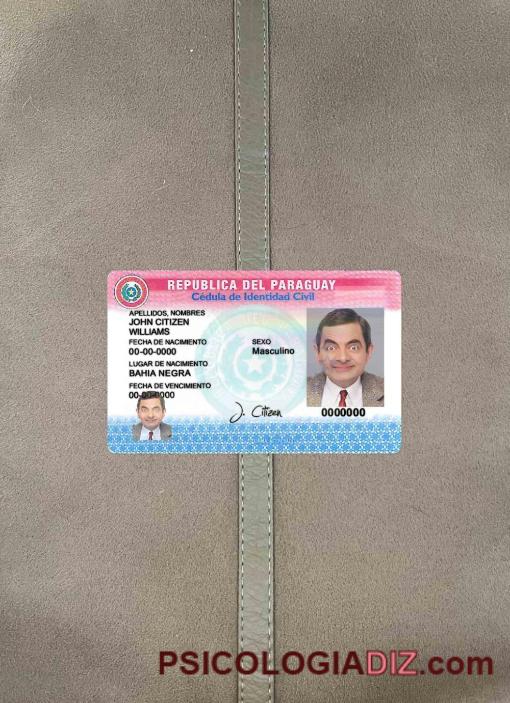 REPUBLICA DEL PARAGUAY
Cédula de Identidad Civil
APELLIDOS, NOMBRES
JOHN CITIZEN
WILLIAMS
FECHA DE NACIMIENTO
00-00-0000
SEXO
Masculino
LUGAR DE NACIMIENTO
BAHIA NEGRA
FECHA DE VENCIMIENTO
00-00-0000
J. Citizen
0000000
PSICOLOGIADIZ.com